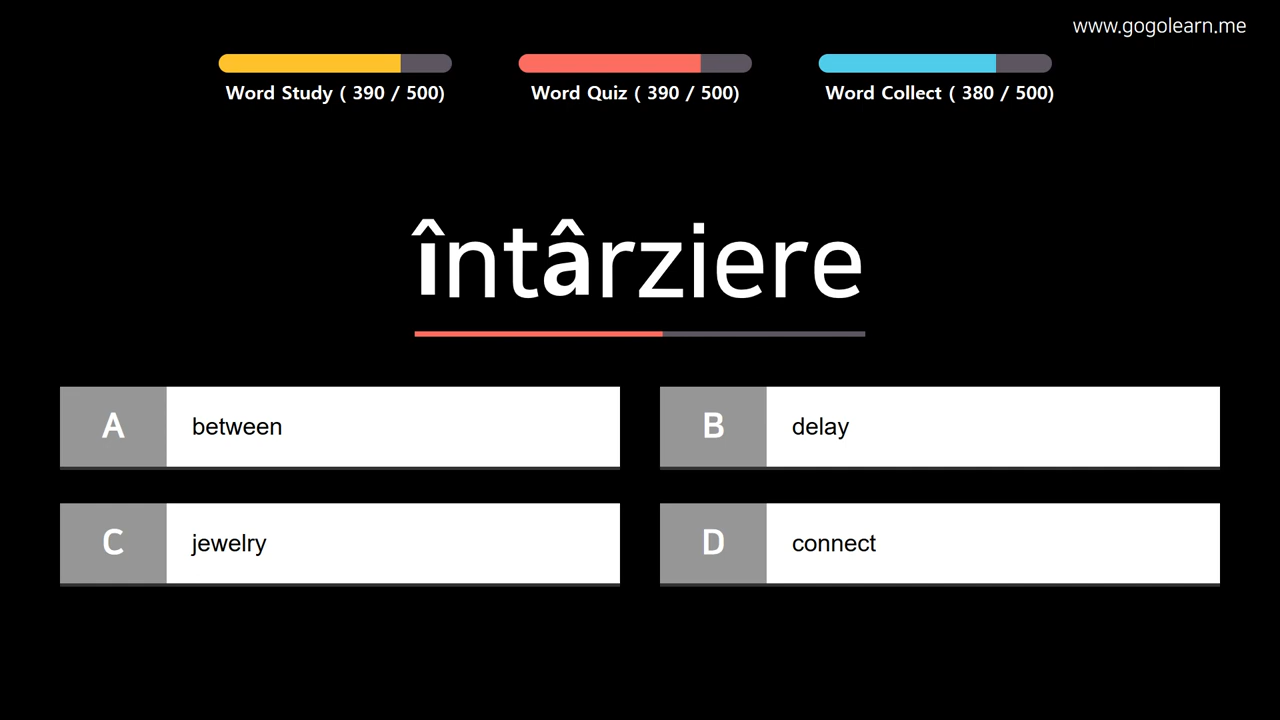 www.gogolearn.me
Word Study ( 390 / 500)
Word Quiz ( 390 / 500)
Word Collect ( 380 / 500)
întârziere
A between
B delay
C jewelry
D connect